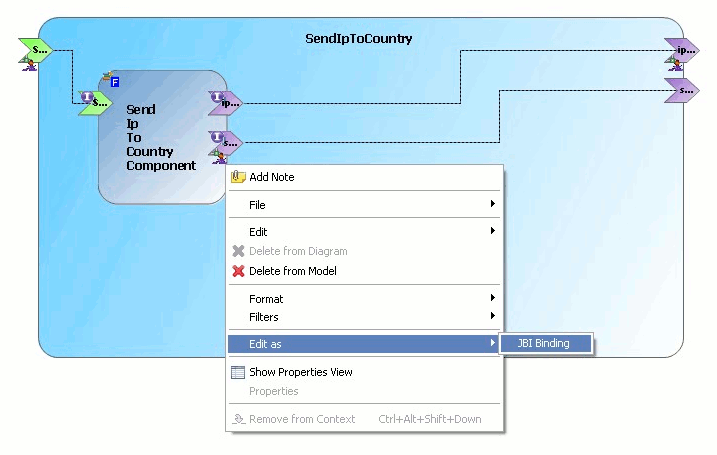 SendIpToCountry
S...
ip...
s...
F
S...
ip...
s...
Send
Ip
To
Country
Component
Add Note
File
Edit
Delete from Diagram
Delete from Model
Format
Filters
Edit as
JBI Binding
Show Properties View
Properties
Remove from Context Ctrl+Alt+Shift+Down